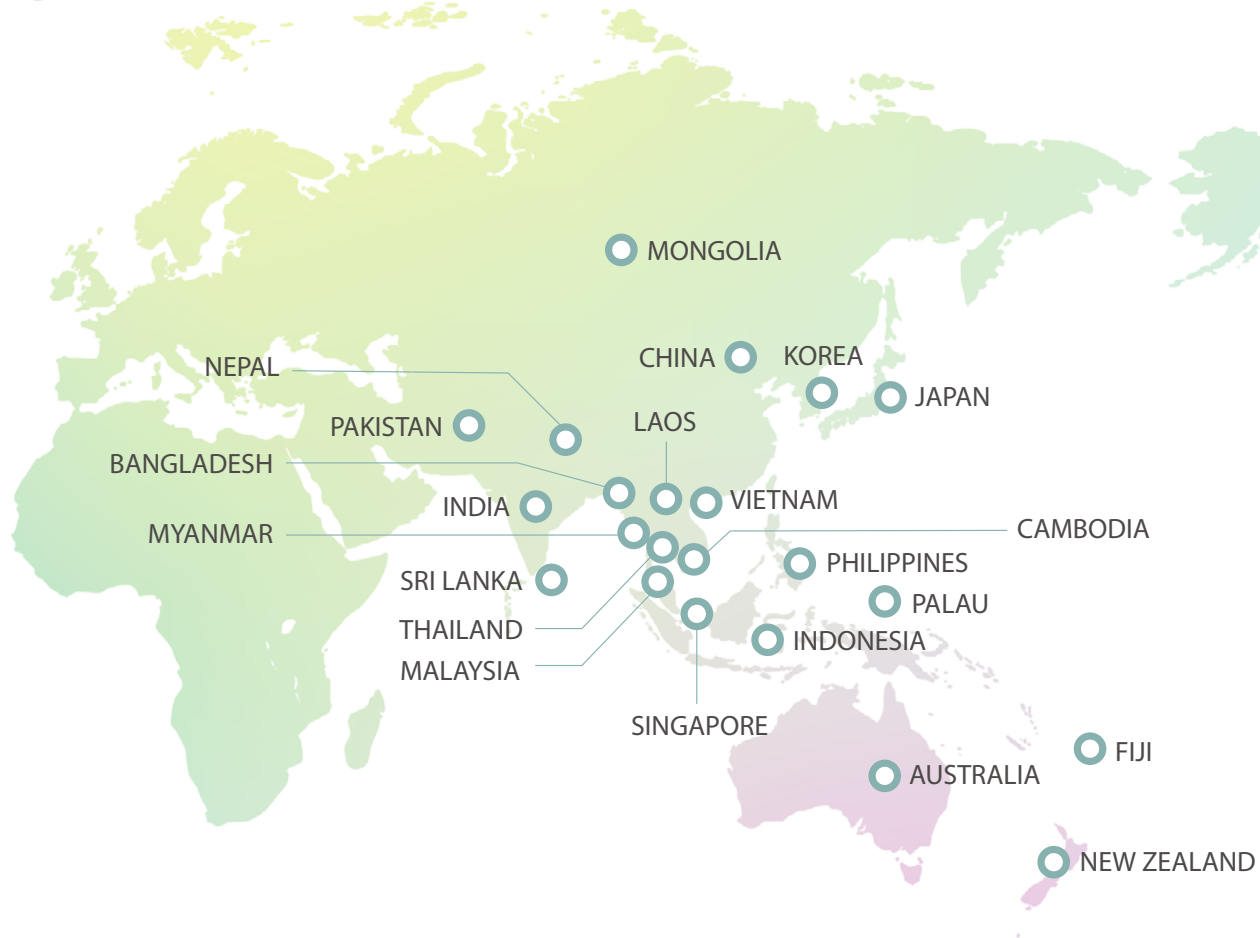 MONGOLIA
CHINA
KOREA
NEPAL
JAPAN
PAKISTAN
LAOS
BANGLADESH
INDIA
VIETNAM
MYANMAR
CAMBODIA
PHILIPPINES
SRI LANKA
PALAU
THAILAND
INDONESIA
MALAYSIA
SINGAPORE
FIJI
AUSTRALIA
NEW ZEALAND